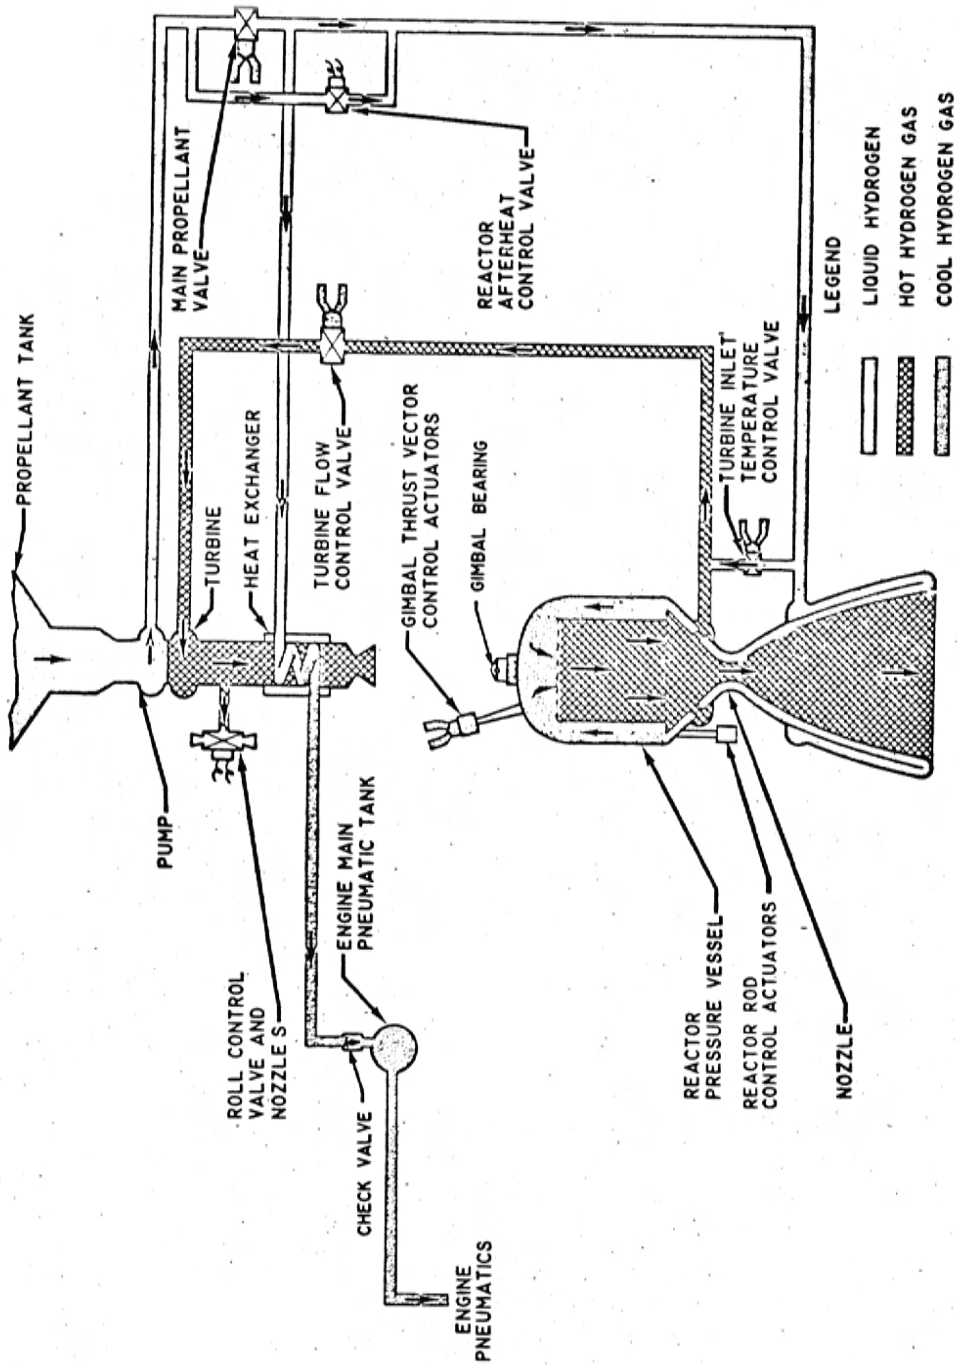 PROPELLANT TANK
MAIN PROPELLANT
VALVE
PUMP
TURBINE
HEAT EXCHANGER
ROLL CONTROL
VALVE AND
NOZZLE S
REACTOR
AFTERHEAT
CONTROL VALVE
TURBINE FLOW
CONTROL VALVE
ENGINE MAIN
PNEUMATIC TANK
CHECK VALVE
GIMBAL THRUST VECTOR
CONTROL ACTUATORS
GIMBAL BEARING
ENGINE
PNEUMATICS
REACTOR
PRESSURE VESSEL
REACTOR ROD
CONTROL ACTUATORS
NOZZLE
TURBINE INLET
TEMPERATURE
CONTROL VALVE
LEGEND
LIQUID HYDROGEN
HOT HYDROGEN GAS
COOL HYDROGEN GAS